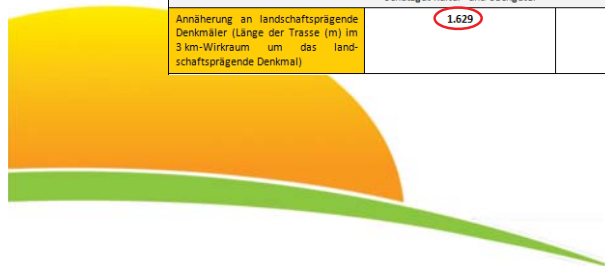 Annäherung an landschaftsprägende
Denkmäler (Länge der Trasse (m) im
3 km-Wirkraum um das land-
schaftsprägende Denkmal)
1.629